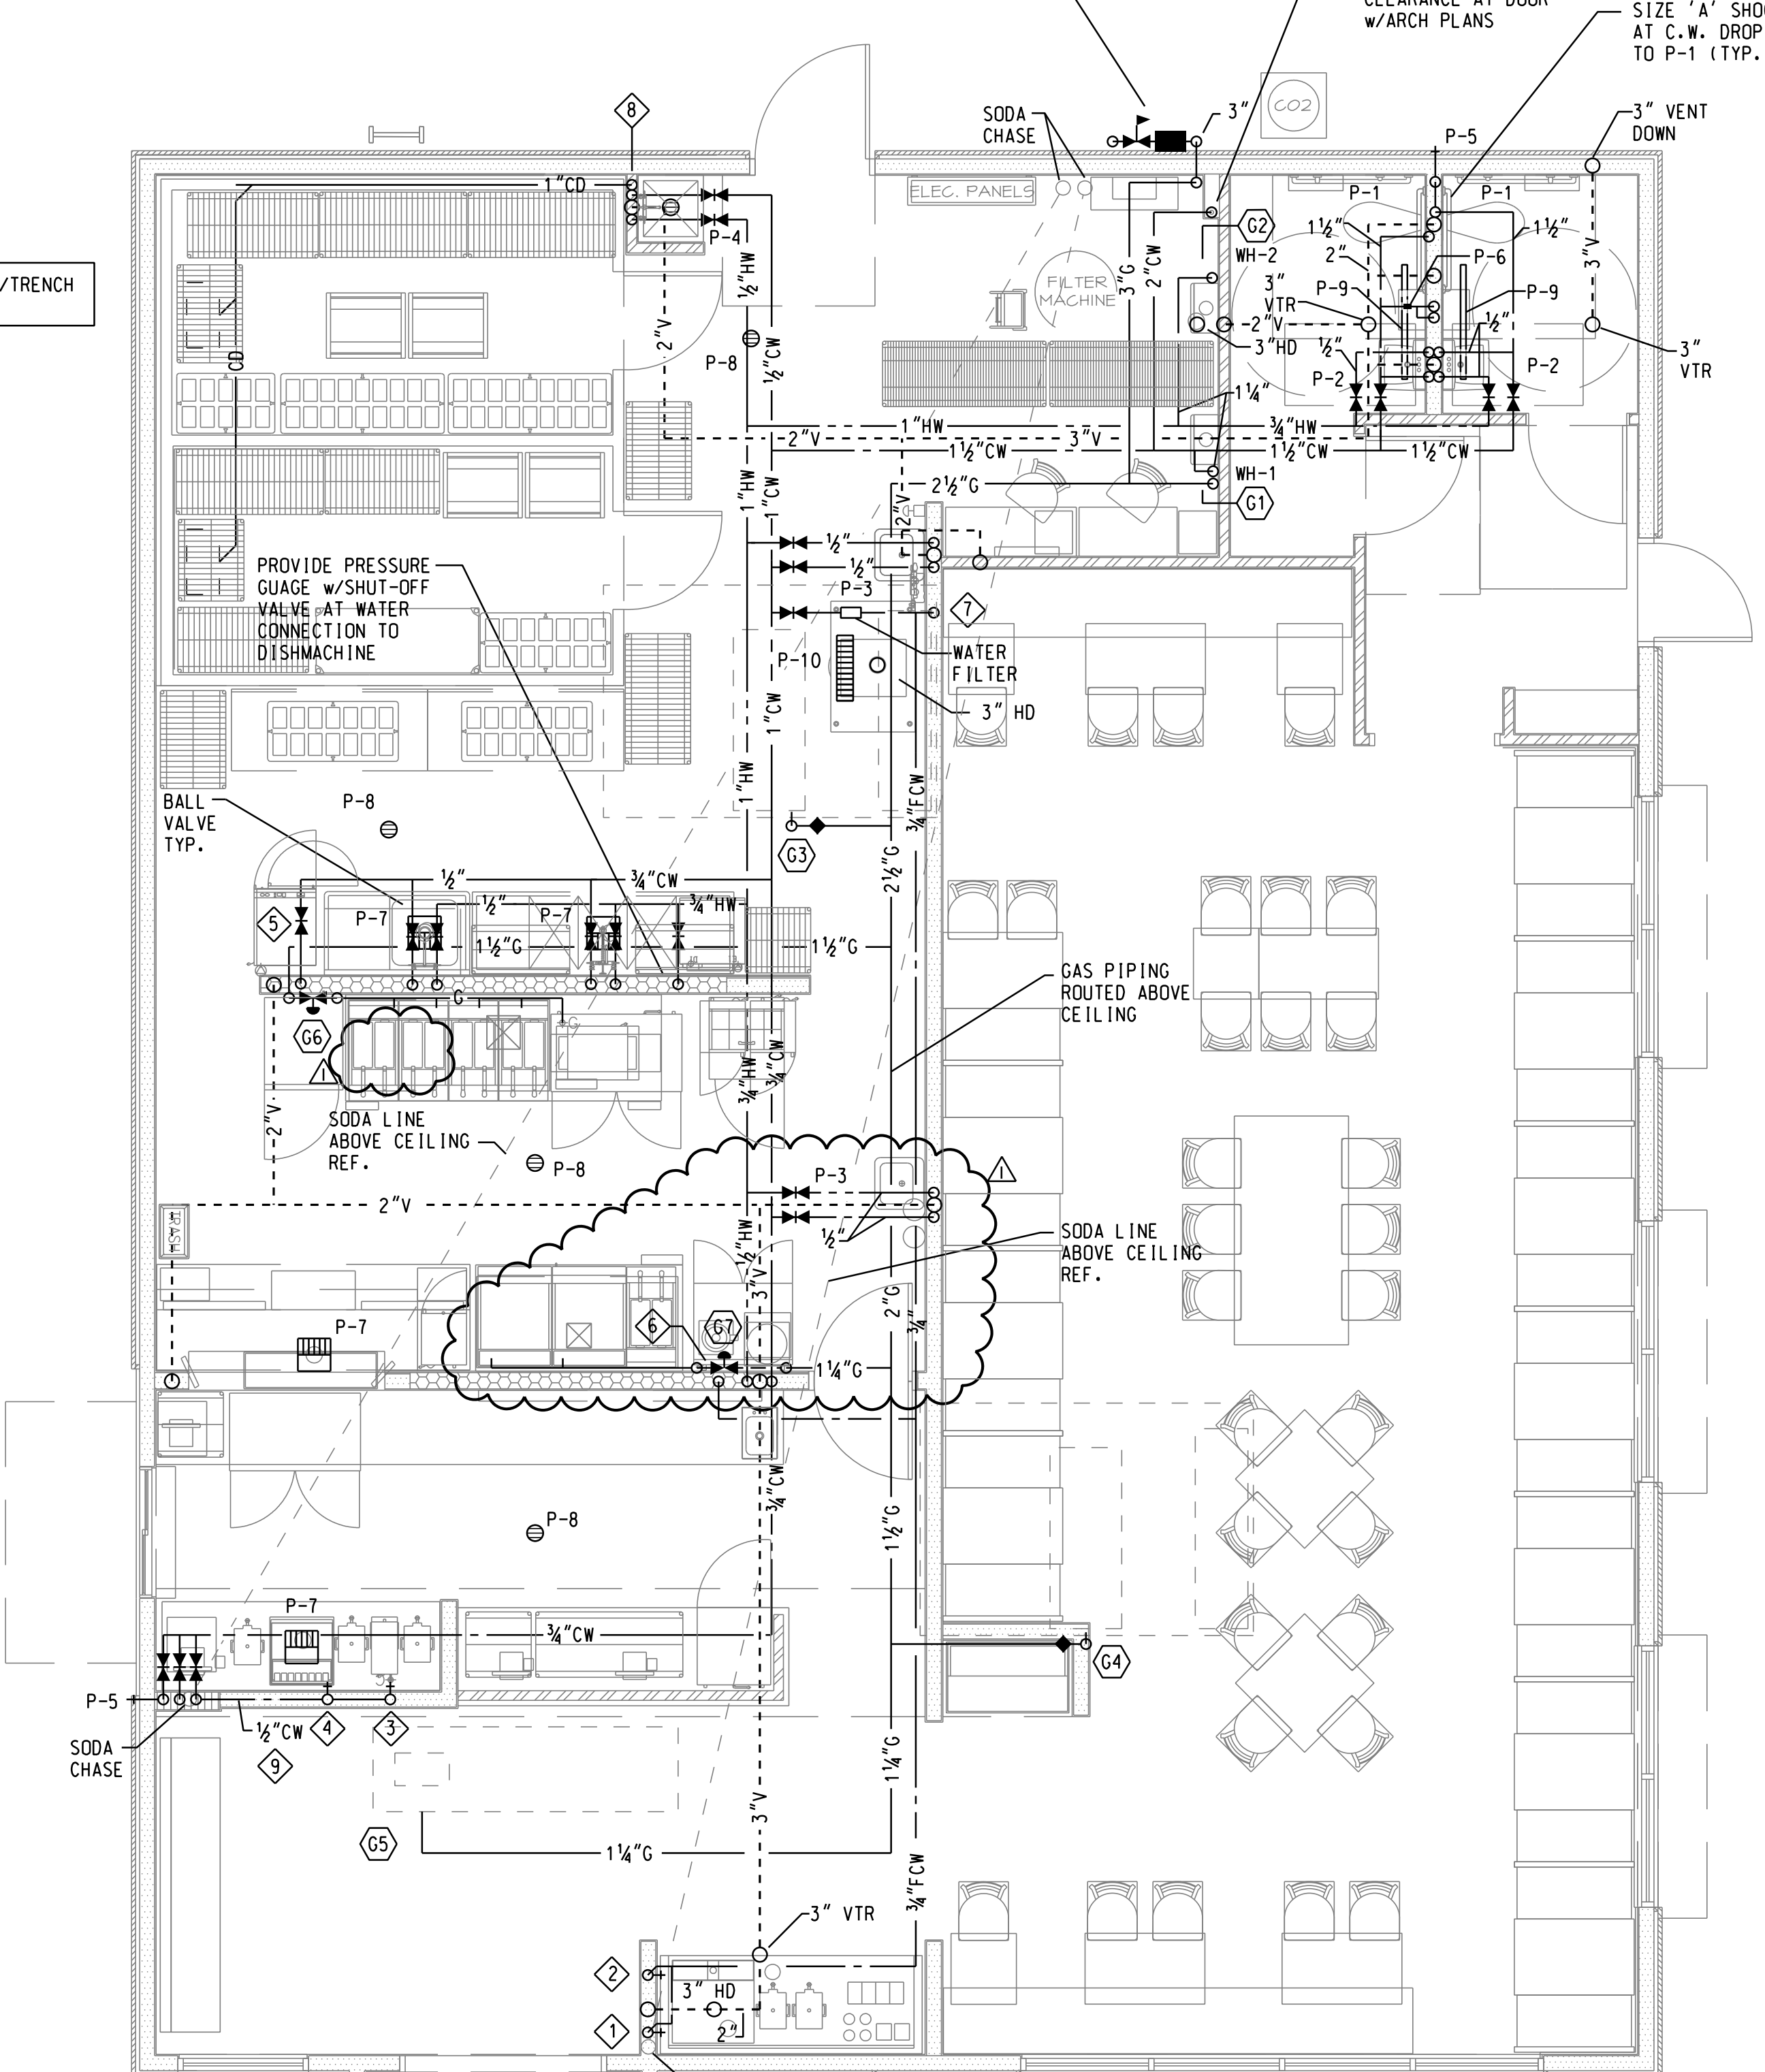 CLEARANCE AT DOOR
w/ARCH PLANS
AT C.W. DROP
8
SODA
CHASE
3"
CO2
P-5
3" VENT
DOWN
/TRENCH
1"CD
P-4
½"HW
ELEC. PANELS
G2
WH-2
P-1
P-1
1½"
1½"
2"
P-6
3"V
CD
2"V
P-8
½"CW
FILTER
MACHINE
3"G
2"CW
3"
VTR
2"V
3"HD
P-9
P-9
½"
½"
P-2
P-2
3"
VTR
1¼"
1"HW
¾"HW
2"V
3"V
1½"CW
1½"CW
1½"CW
WH-1
G1
2½"G
1"HW
1"CW
2"V
½"
½"
PROVIDE PRESSURE
GUAGE w/SHUT-OFF
VALVE AT WATER
CONNECTION TO
DISHMACHINE
P-3
7
WATER
FILTER
P-10
3" HD
1"CW
1"HW
¾"FCW
BALL
VALVE
TYP.
P-8
G3
2½"G
½"
¾"CW
5
P-7
½"
P-7
¾"HW
1½"G
1½"G
GAS PIPING
ROUTED ABOVE
CEILING
G
G6
1
¾"HW
¾"CW
2"V
SODA LINE
ABOVE CEILING
REF.
P-8
P-3
1
TRASH
2"V
½"
½"HW
3"V
SODA LINE
ABOVE CEILING
REF.
2"G
¾"
P-7
6
G7
1¼"G
¾"CW
P-8
1½"G
P-7
¾"CW
G4
P-5
½"CW
4
3
9
SODA
CHASE
G5
1¼"G
1¼"G
3"V
¾"FCW
3" VTR
2
3" HD
1
2"